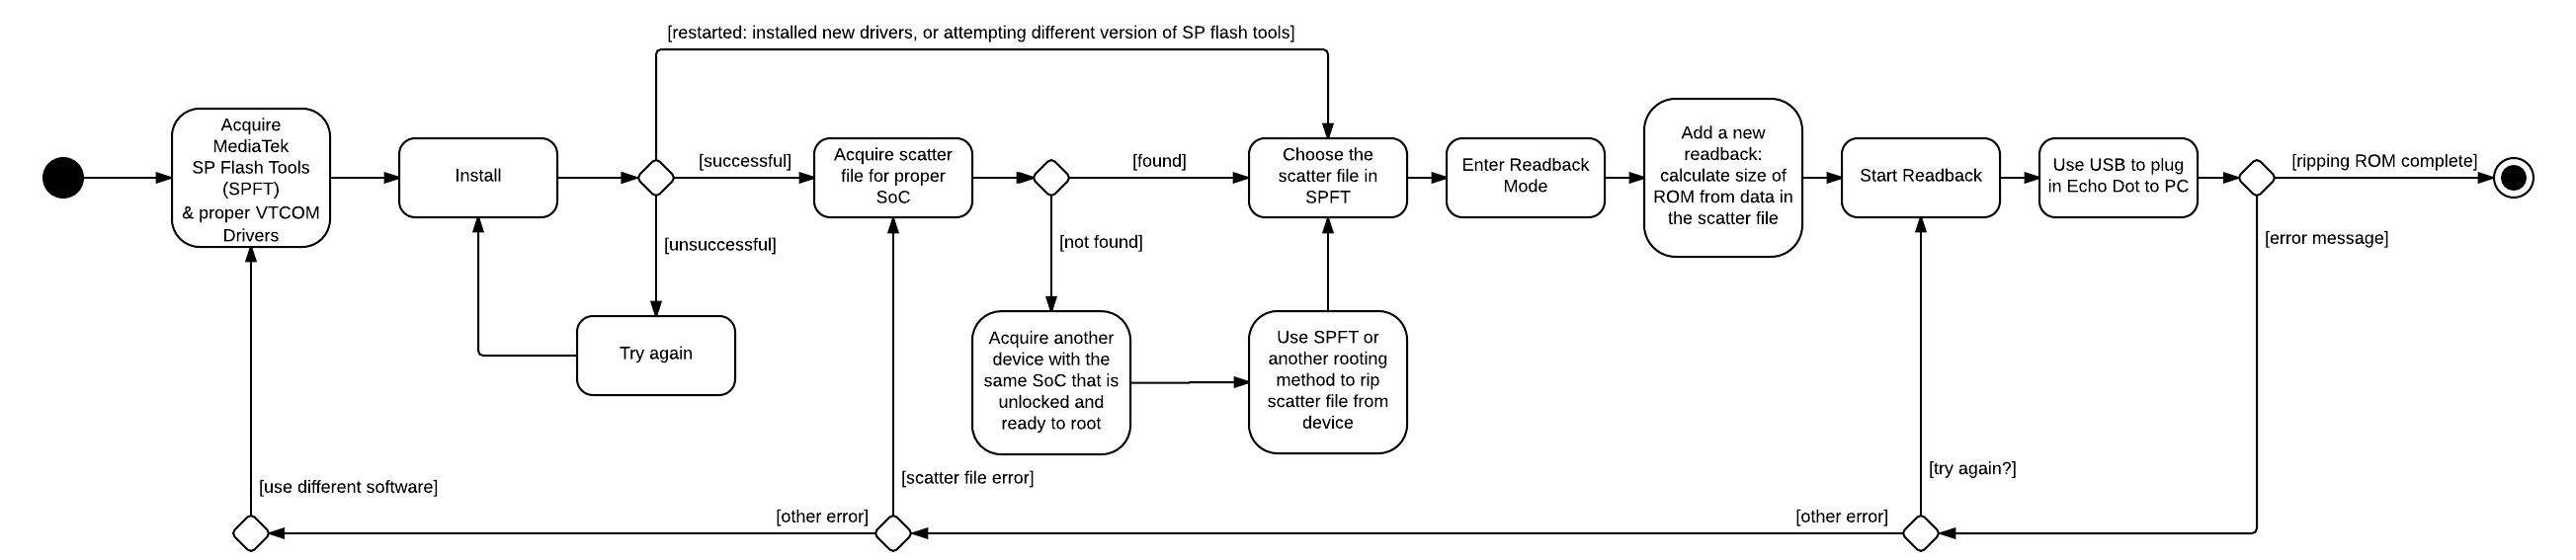 [restarted: installed new drivers, or attempting different version of SP flash tools]
Acquire
MediaTek
SP Flash Tools
(SPFT)
& proper VTCOM
Drivers
Install
[successful]
[unsuccessful]
Try again
Acquire scatter
file for proper
SoC
[found]
[not found]
Acquire another
device with the
same SoC that is
unlocked and
ready to root
Use SPFT or
another rooting
method to rip
scatter file from
device
Choose the
scatter file in
SPFT
Enter Readback
Mode
Add a new
readback:
calculate size of
ROM from data in
the scatter file
Start Readback
Use USB to plug
in Echo Dot to PC
[ripping ROM complete]
[error message]
[try again?]
[other error]
[scatter file error]
[other error]
[use different software]